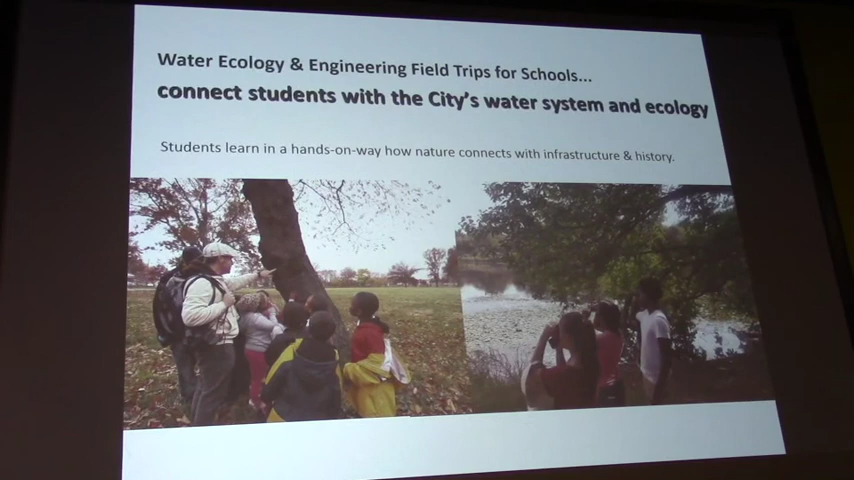 Water Ecology & Engineering Field Trips for Schools...
connect students with the City's water system and ecology
Students learn in a hands-on-way how nature connects with infrastructure & history.